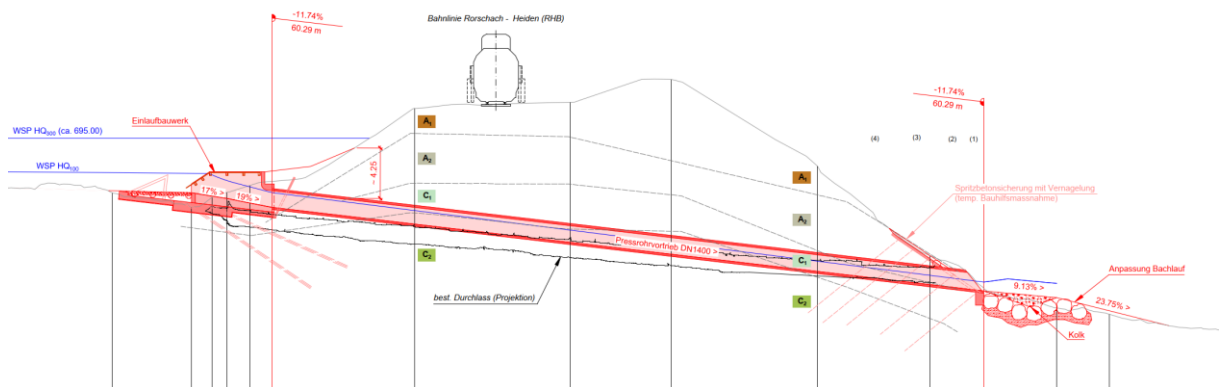 -11.74%
60.29 m
Bahnlinie Rorschach - Heiden (RHB)
-11.74%
60.29 m
WSP HQ300 (ca. 695.00)
Einlaufbauwerk
A1
(4)
(3)
(2)
(1)
WSP HQ100
~ 4.25
A2
A1
Spritzbetonsicherung mit Vernagelung
(temp. Bauhilfsmassnahme)
17% >
19% >
C1
A2
Pressrohrvortrieb DN1400 >
C2
C1
Anpassung Bachlauf
9.13% >
best. Durchlass (Projektion)
C2
23.75% >
Kolk